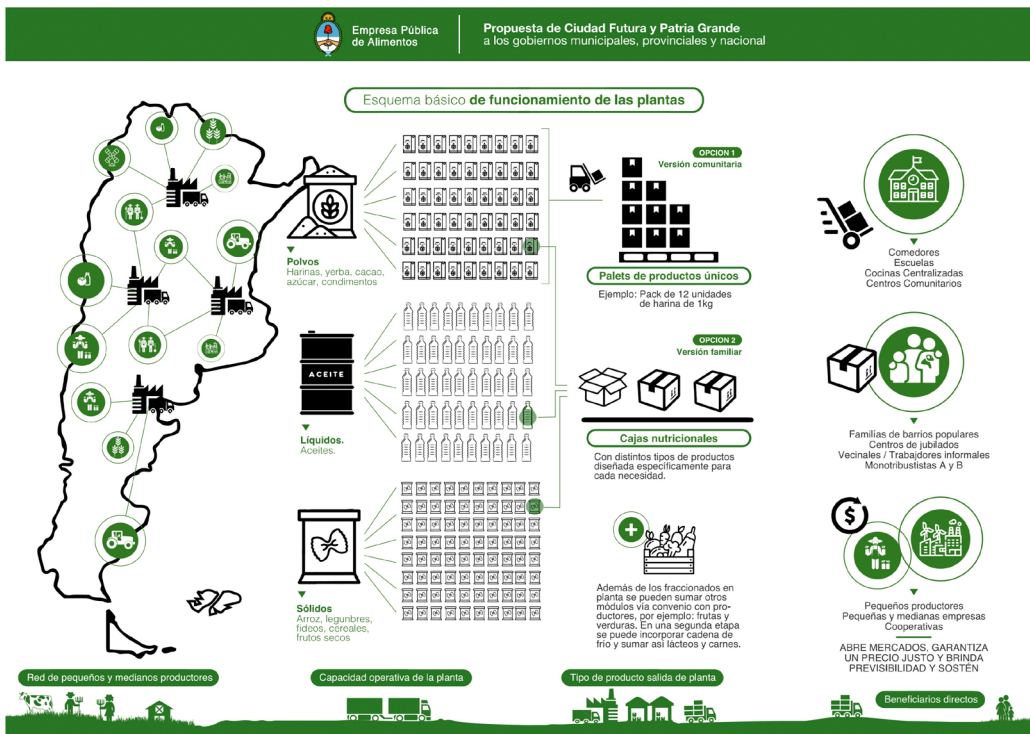 Empresa Pública
de Alimentos
Propuesta de Ciudad Futura y Patria Grande
a los gobiernos municipales, provinciales y nacional
Esquema básico de funcionamiento de las plantas
Polvos
Harinas, yerba, cacao,
azúcar, condimentos
ACEITE
Líquidos.
Aceites.
Sólidos
Arroz, legunbres,
fideos, cereales,
frutos secos
OPCION 1
Versión comunitaria
Palets de productos únicos
Ejemplo: Pack de 12 unidades
de harina de 1kg
OPCION 2
Versión familiar
Cajas nutricionales
Con distintos tipos de productos
diseñada específicamente para
cada necesidad.
Además de los fraccionados en
planta se pueden sumar otros
módulos vía convenio con pro-
ductores, por ejemplo: frutas y
verduras. En una segunda etapa
se puede incorporar cadena de
frío y sumar así lácteos y carnes.
Comedores
Escuelas
Cocinas Centralizadas
Centros Comunitarios
Familias de barrios populares
Centros de jubilados
Vecinales / Trabajdores informales
Monotribustistas A y B
$
Pequeños productores
Pequeñas y medianas empresas
Cooperativas
ABRE MERCADOS, GARANTIZA
UN PRECIO JUSTO Y BRINDA
PREVISIBILIDAD Y SOSTÉN
Red de pequeños y medianos productores
Capacidad operativa de la planta
Tipo de producto salida de planta
Beneficiarios directos